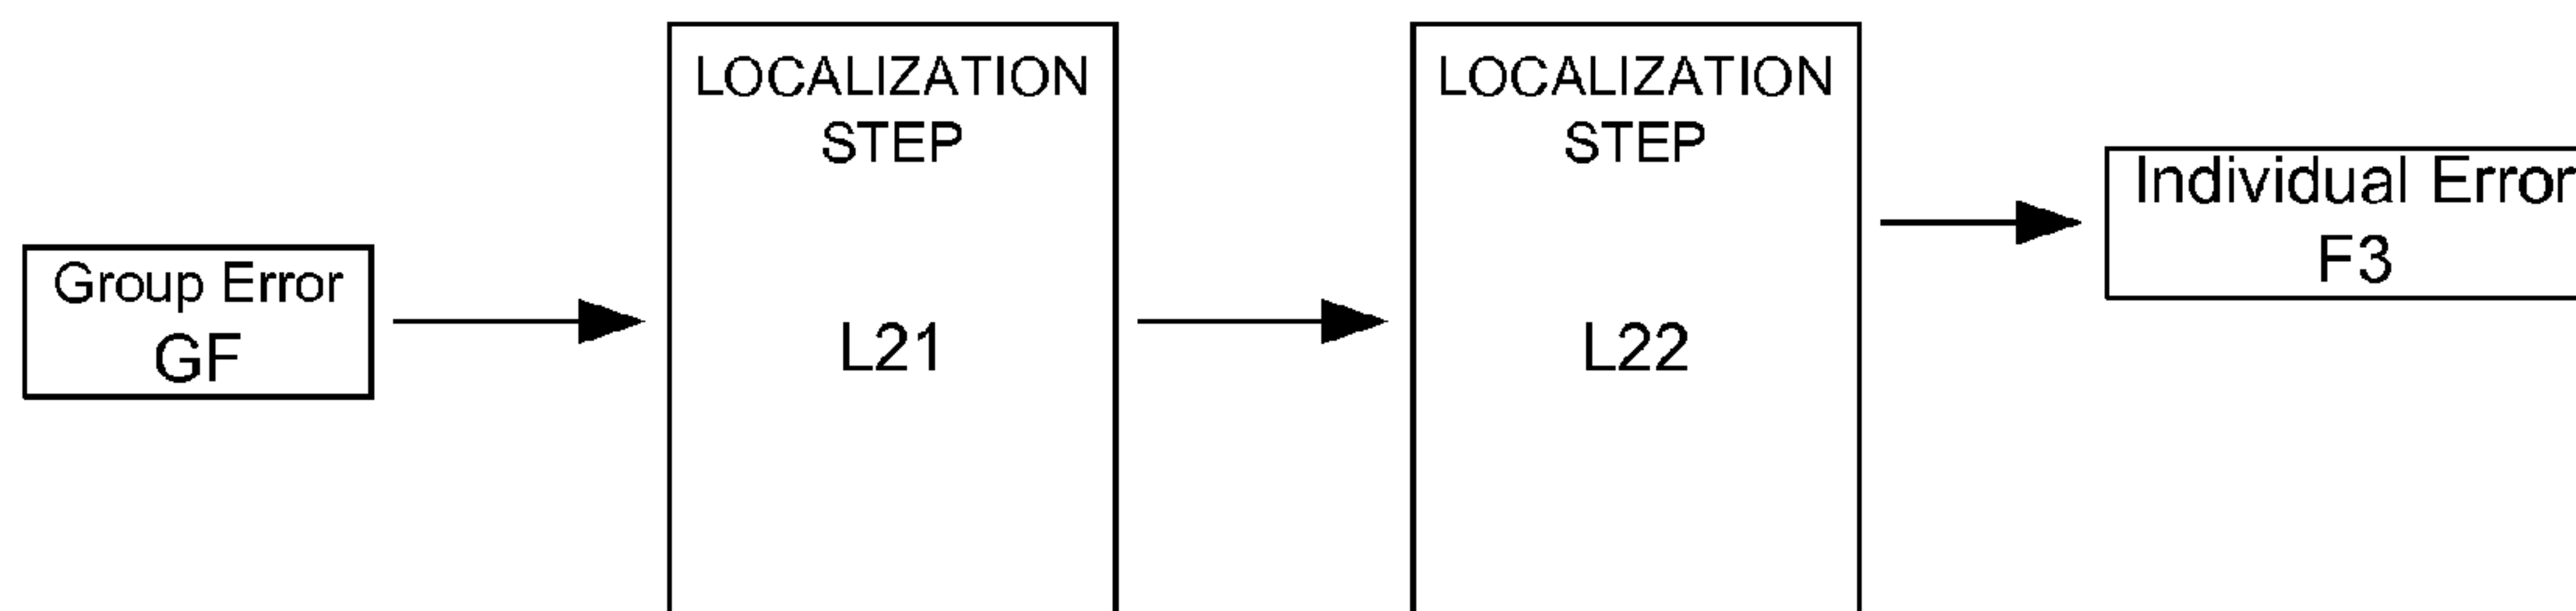 Group Error
GF
LOCALIZATION
STEP
L21
LOCALIZATION
STEP
L22
Individual Error
F3